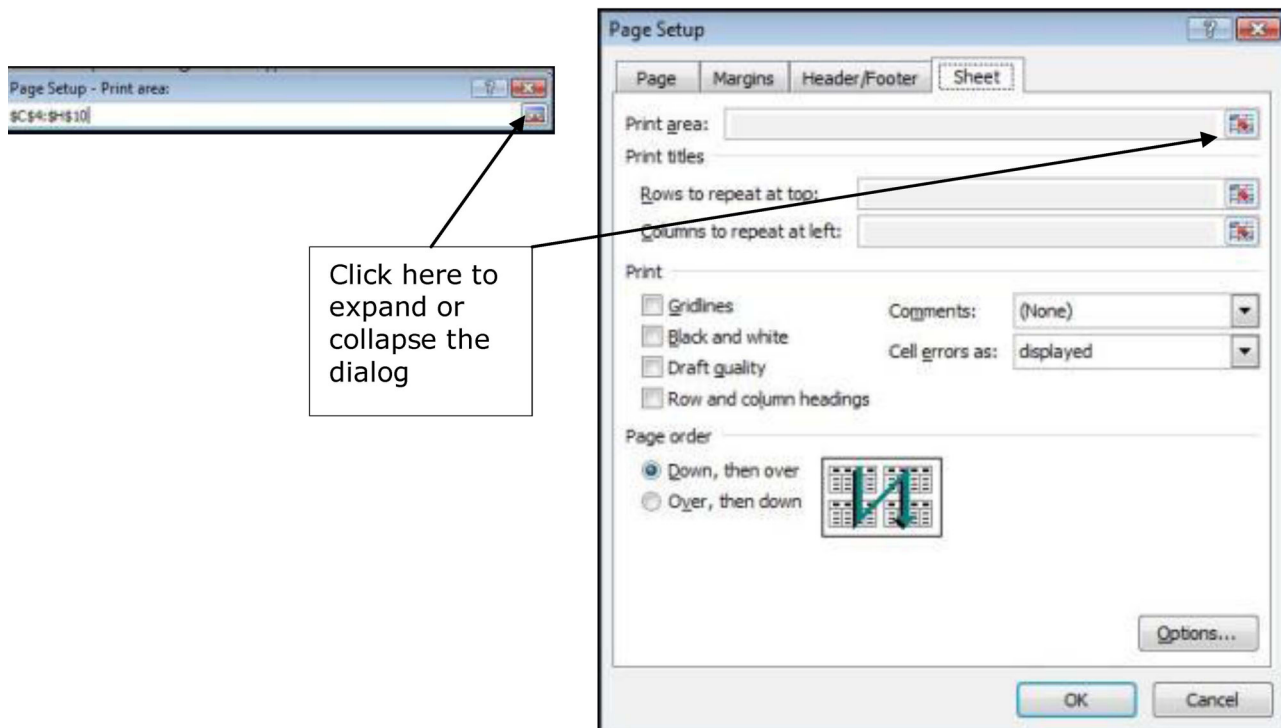 Page Setup - Print area:
$C$4:$H$10
Click here to
expand or
collapse the
dialog
Page Setup
Page Margins Header/Footer Sheet
Print area:
Print titles
Rows to repeat at top:
Columns to repeat at left:
Print
Gridlines
Black and white
Draft quality
Row and column headings
Comments: (None)
Cell errors as: displayed
Page order
Down, then over
Over, then down
Options...
OK Cancel